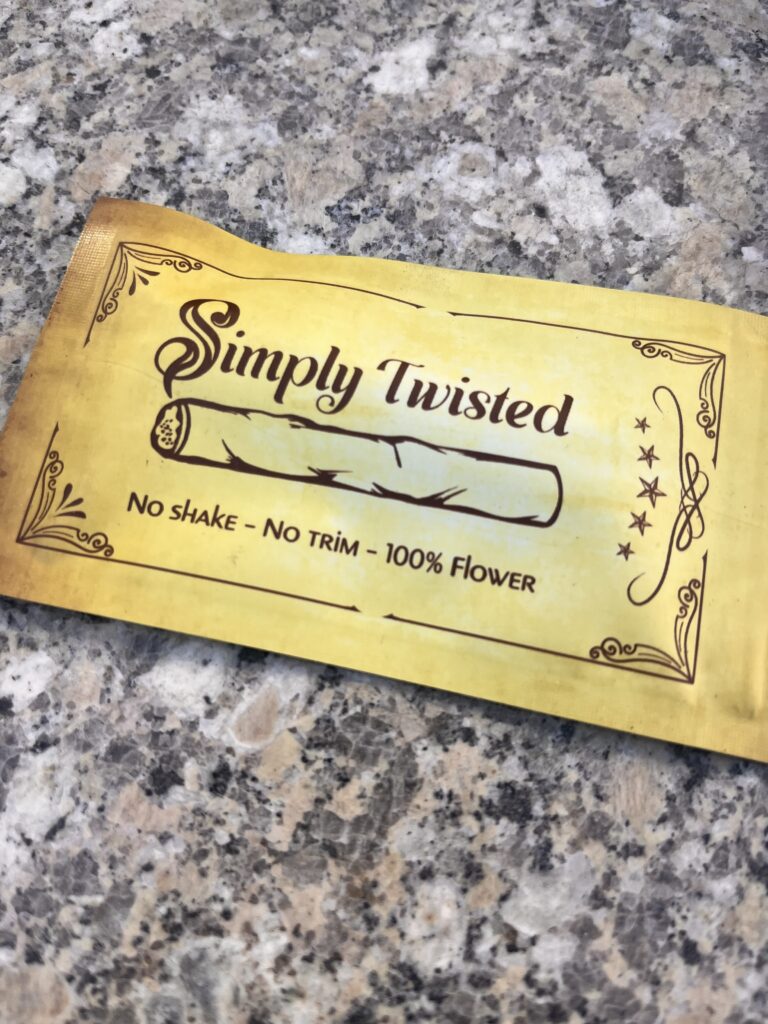 Simply Twisted
No shake - No trim - 100% Flower